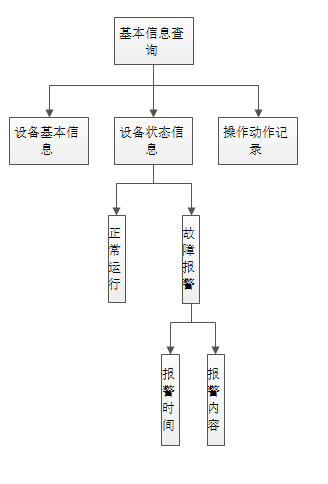 基本信息查
询
设备基本信
息
设备状态信
息
操作动作记
录
正
常
运
行
故
障
报
警
报
警
时
间
报
警
内
容